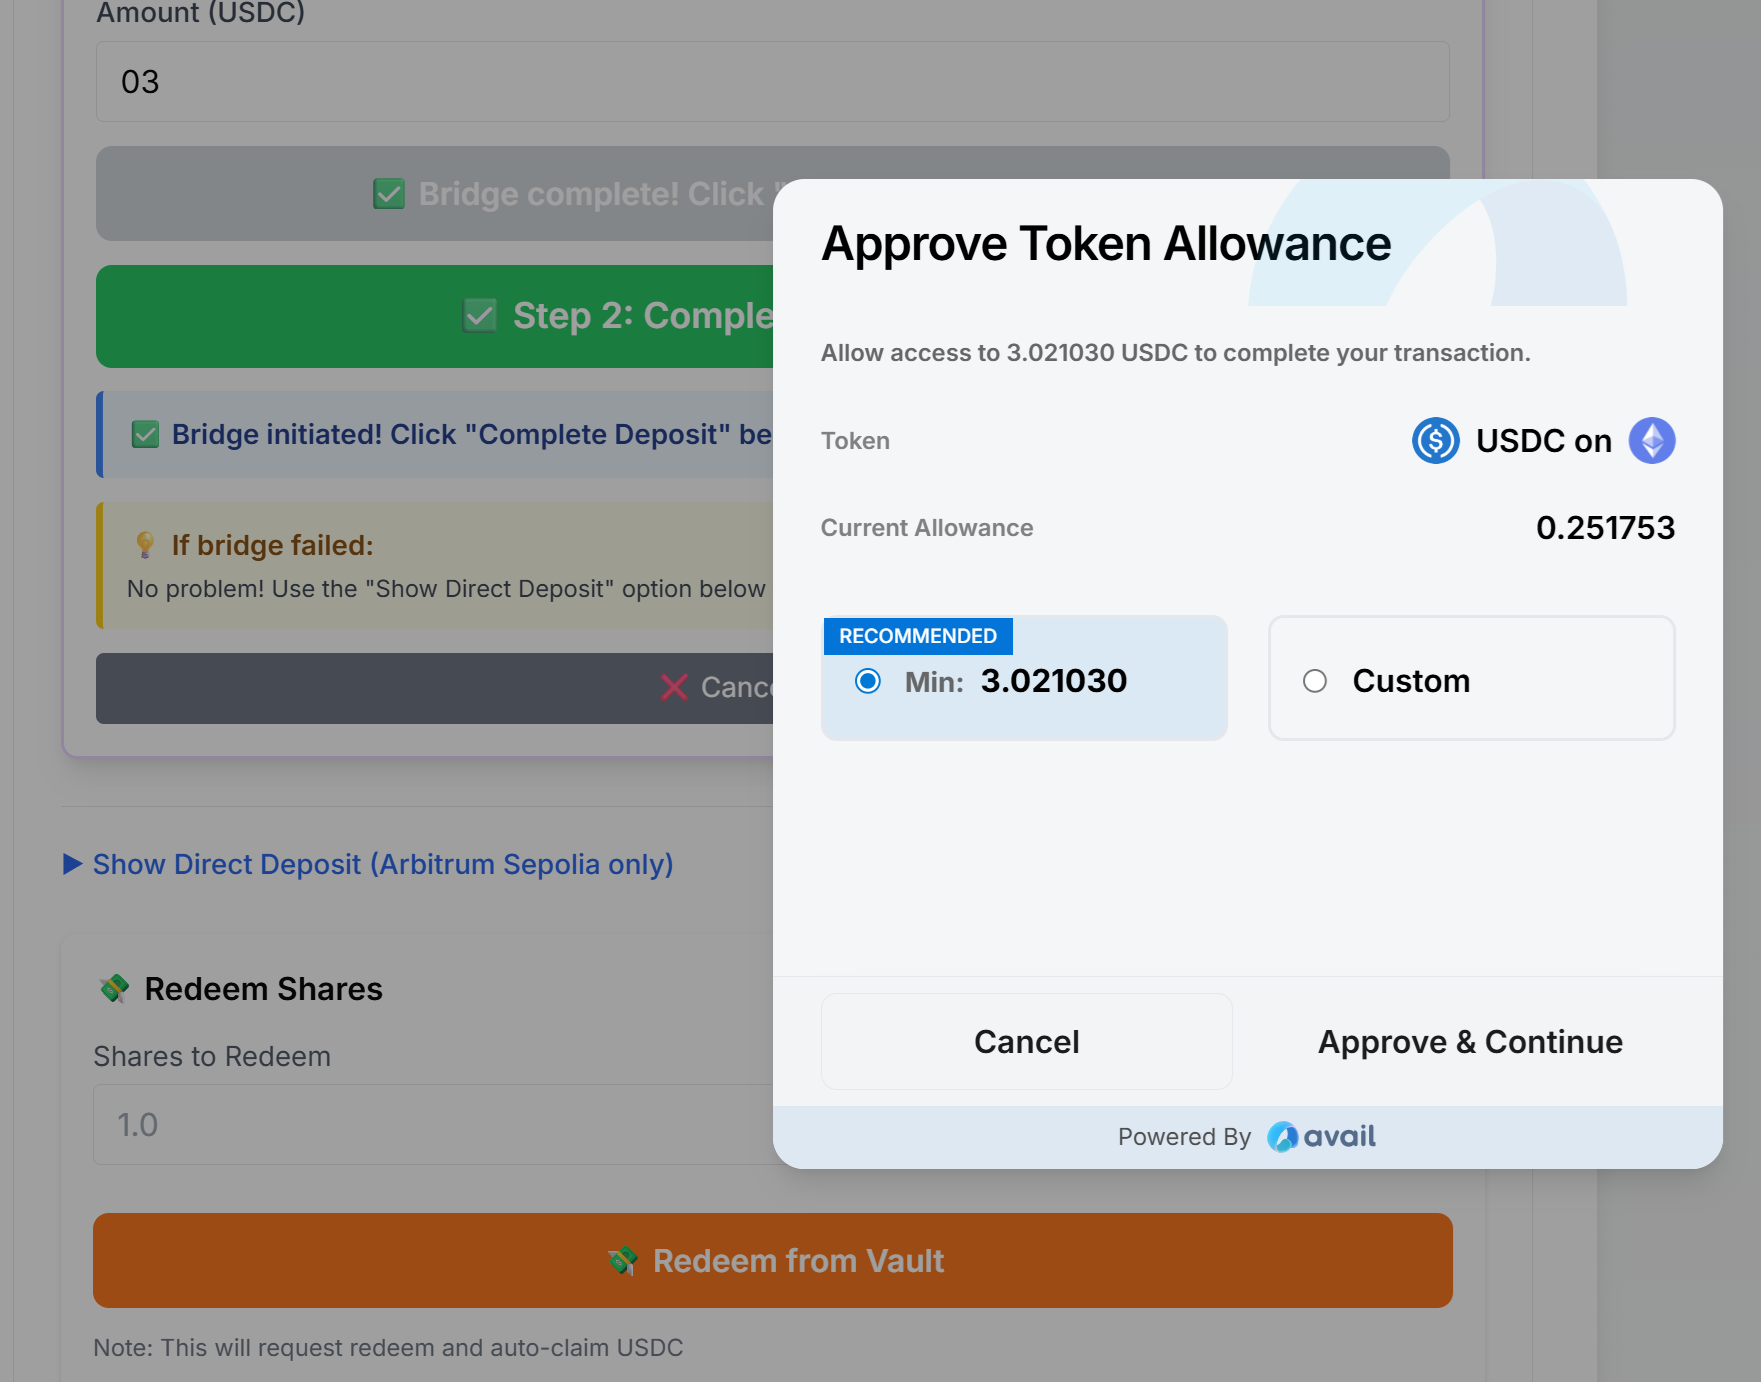 Amount (USDC)
03
Bridge complete! Click "
Step 2: Comple
Bridge initiated! Click "Complete Deposit" be
If bridge failed:
No problem! Use the "Show Direct Deposit" option below
Canc
Show Direct Deposit (Arbitrum Sepolia only)
Redeem Shares
Shares to Redeem
1.0
Redeem from Vault
Note: This will request redeem and auto-claim USDC
Approve Token Allowance
Allow access to 3.021030 USDC to complete your transaction.
Token
USDC on
Current Allowance
0.251753
RECOMMENDED
Min: 3.021030
Custom
Cancel
Approve & Continue
Powered By avail